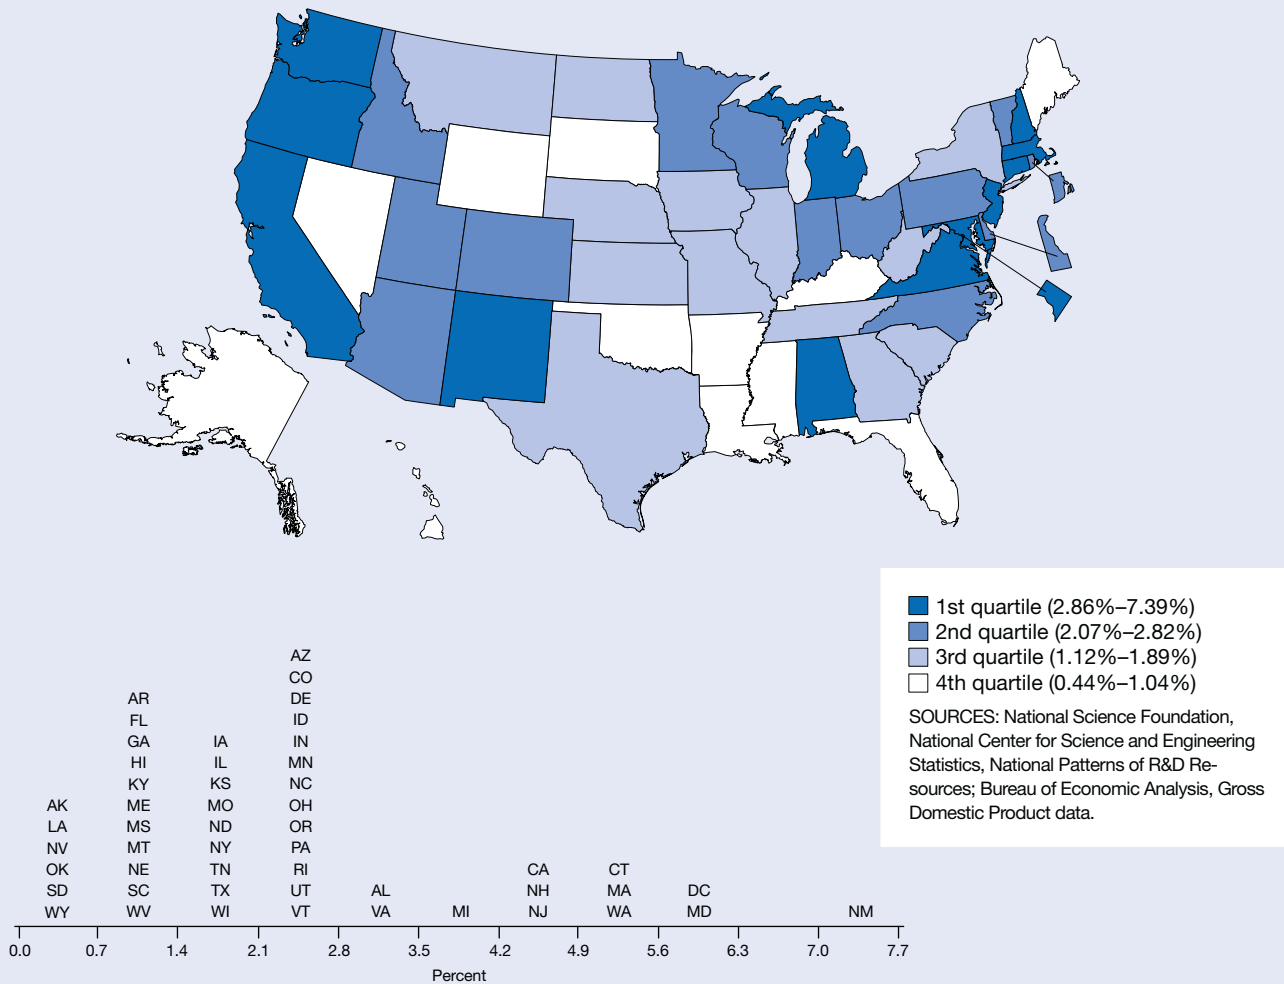 1st quartile (2.86%–7.39%)
2nd quartile (2.07%–2.82%)
3rd quartile (1.12%–1.89%)
4th quartile (0.44%–1.04%)
SOURCES: National Science Foundation,
National Center for Science and Engineering
Statistics, National Patterns of R&D Re-
sources; Bureau of Economic Analysis, Gross
Domestic Product data.
AZ
CO
AR DE
FL ID
GA IA IN
HI IL MN
KY KS NC
AK ME MO OH
LA MS ND OR
NV MT NY PA
OK NE TN RI CA CT
SD SC TX UT AL NH MA DC
WY WV WI VT VA MI NJ WA MD NM
0.0 0.7 1.4 2.1 2.8 3.5 4.2 4.9 5.6 6.3 7.0 7.7
Percent